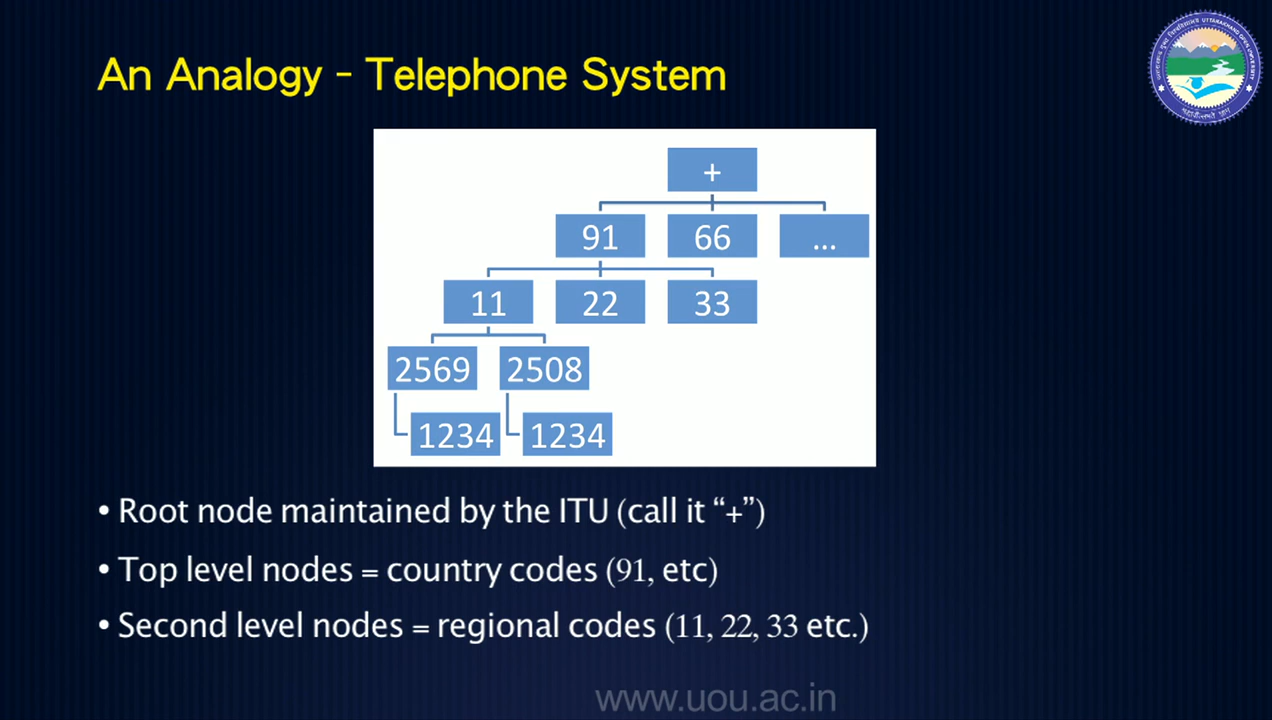 An Analogy - Telephone System
+
91 66 ...
11 22 33
2569 2508
1234 1234
• Root node maintained by the ITU (call it “+”)
• Top level nodes = country codes (91, etc)
• Second level nodes = regional codes (11, 22, 33 etc.)
www.uou.ac.in